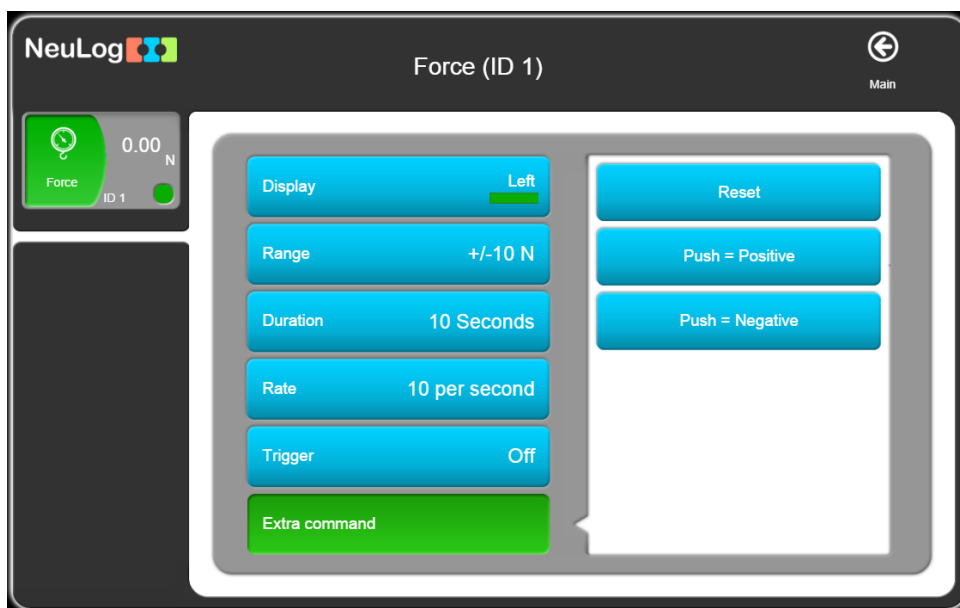 NeuLog
Force (ID 1)
Main
0.00 N
Force
ID 1
Display Left
Range +/-10 N
Duration 10 Seconds
Rate 10 per second
Trigger Off
Extra command
Reset
Push = Positive
Push = Negative